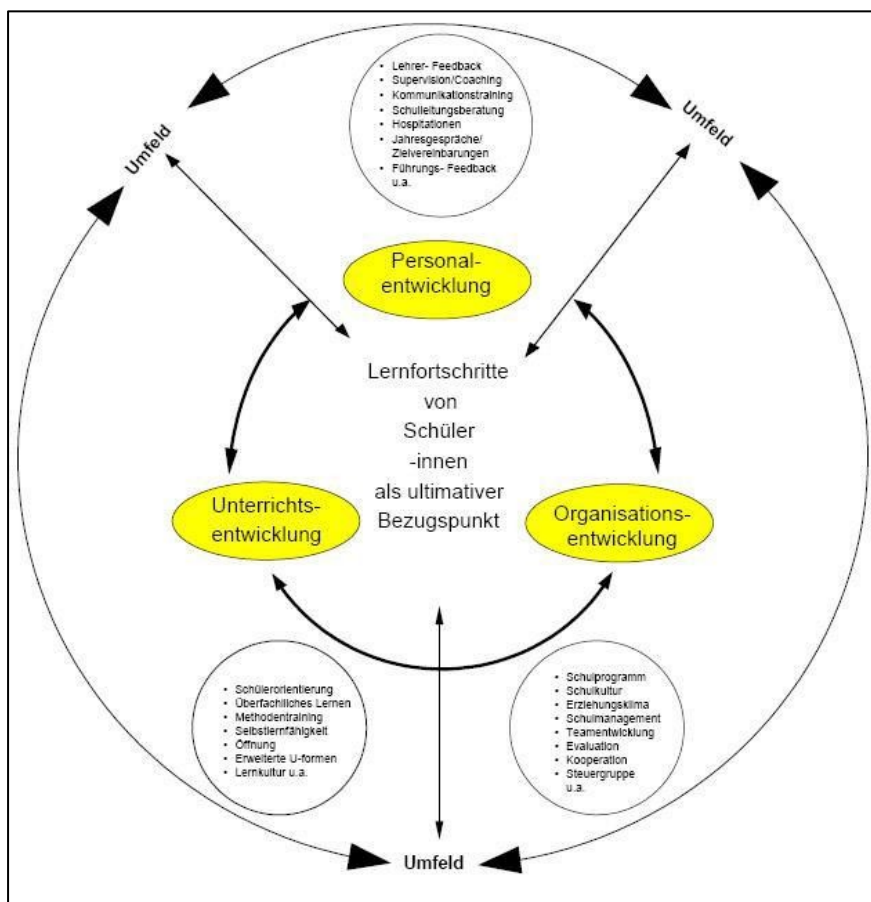 • Lehrer- Feedback
• Supervision/Coaching
• Kommunikationstraining
• Schulleitungsberatung
• Hospitationen
• Jahresgespräche/
Zielvereinbarungen
• Führungs- Feedback
u.a.
Umfeld
Umfeld
Personal-
entwicklung
Lernfortschritte
von
Schüler
-innen
als ultimativer
Bezugspunkt
Unterrichts-
entwicklung
Organisations-
entwicklung
• Schülerorientierung
• Überfachliches Lernen
• Methodentraining
• Selbstlernfähigkeit
• Öffnung
• Erweiterte U-formen
• Lernkultur u.a.
• Schulprogramm
• Schulkultur
• Erziehungsklima
• Schulmanagement
• Teamentwicklung
• Evaluation
• Kooperation
• Steuergruppe
u.a.
Umfeld